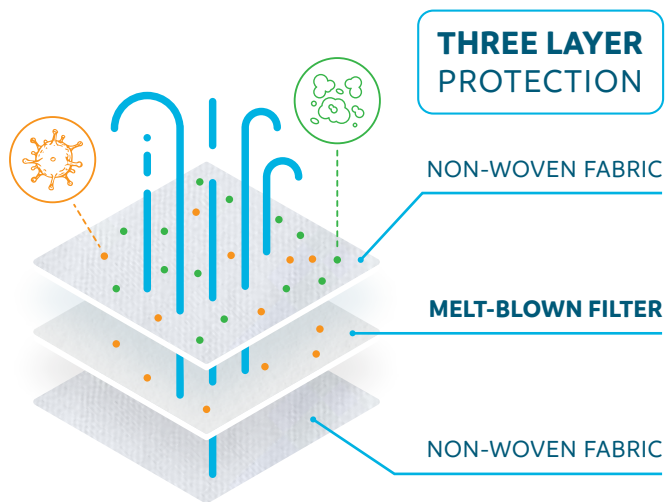 THREE LAYER
PROTECTION
NON-WOVEN FABRIC
MELT-BLOWN FILTER
NON-WOVEN FABRIC